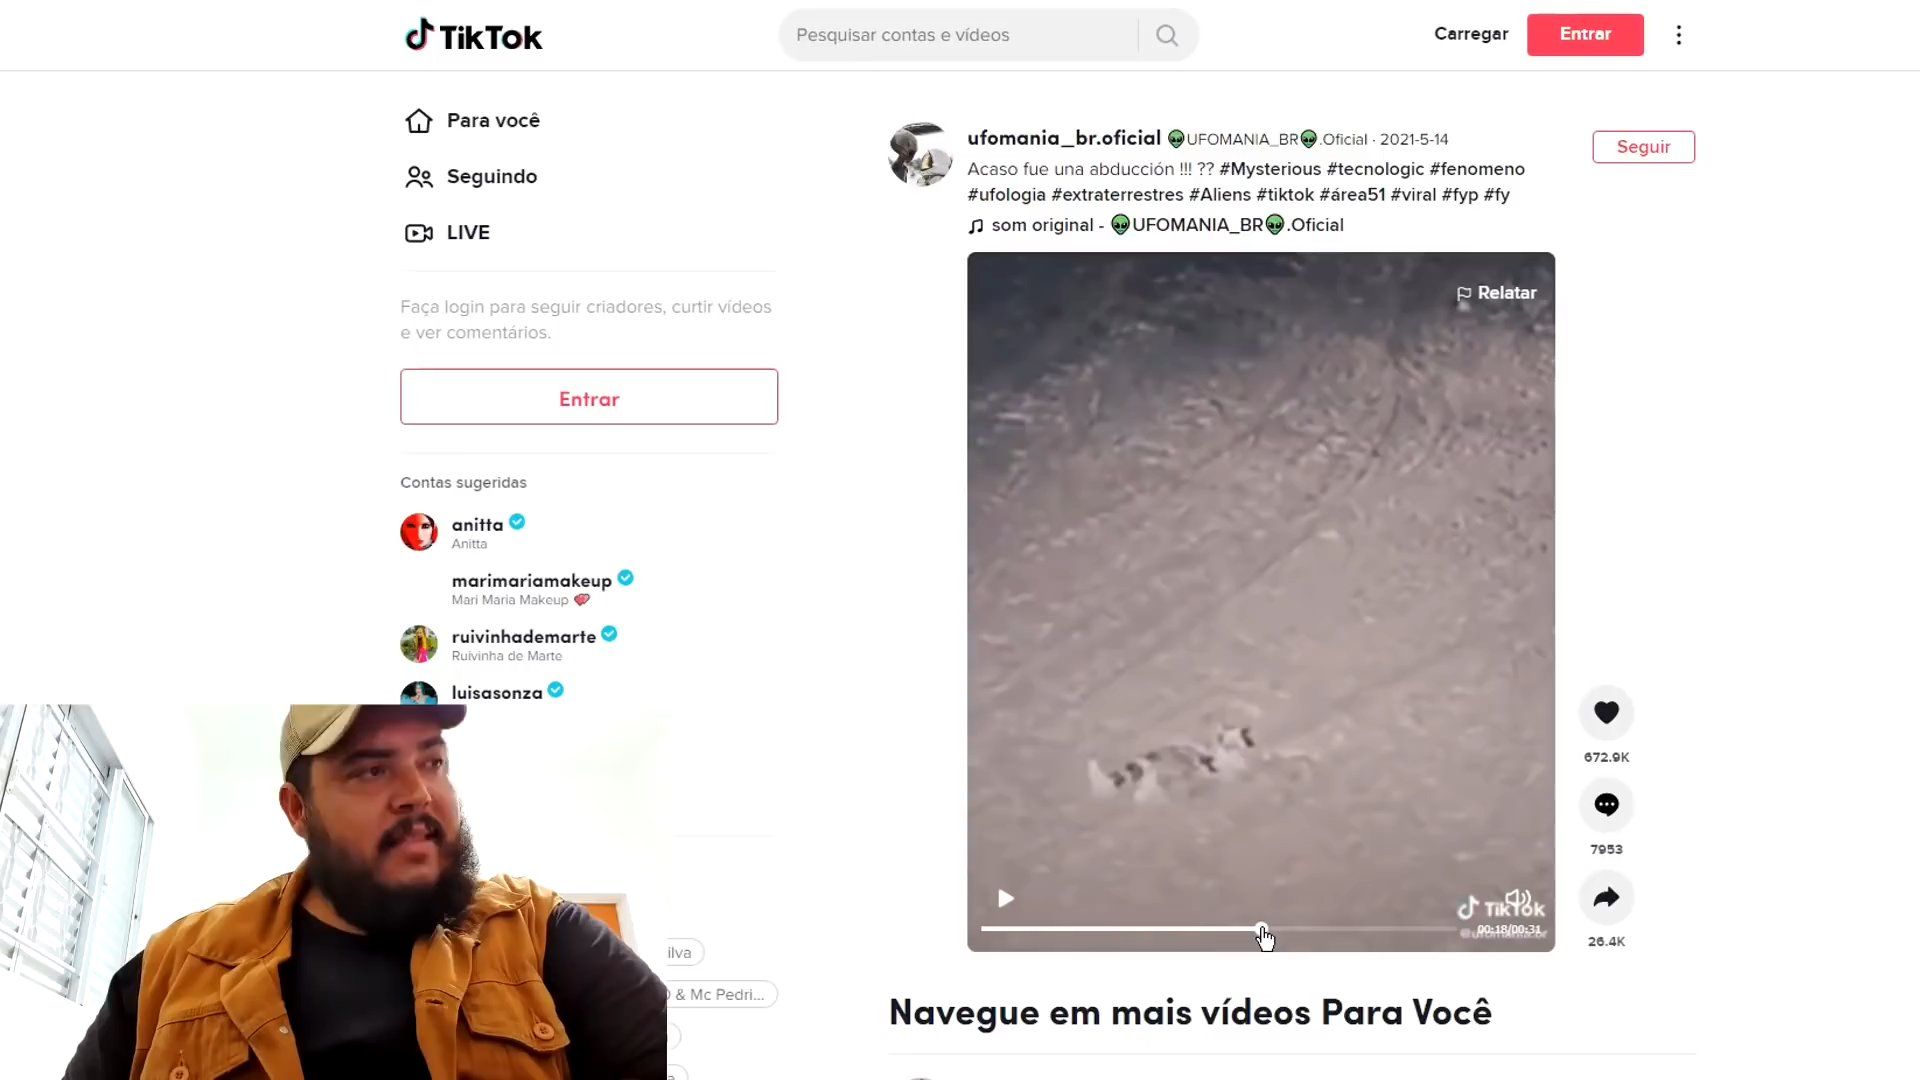 TikTok
Pesquisar contas e vídeos
Carregar
Entrar
Para você
Seguindo
LIVE
Faça login para seguir criadores, curtir vídeos
e ver comentários.
Entrar
Contas sugeridas
anitta
Anitta
marimariamakeup
Mari Maria Makeup
ruivinhademarte
Ruivinha de Marte
luisasonza
ilva
& Mc Pedri...
ufomania_br.oficial 👽UFOMANIA_BR👽.Oficial · 2021-5-14
Seguir
Acaso fue una abducción !!! ?? #Mysterious #tecnologic #fenomeno
#ufologia #extraterrestres #Aliens #tiktok #área51 #viral #fyp #fy
som original - 👽UFOMANIA_BR👽.Oficial
Relatar
TikTok
00:18/00:31
672.9K
7953
26.4K
Navegue em mais vídeos Para Você